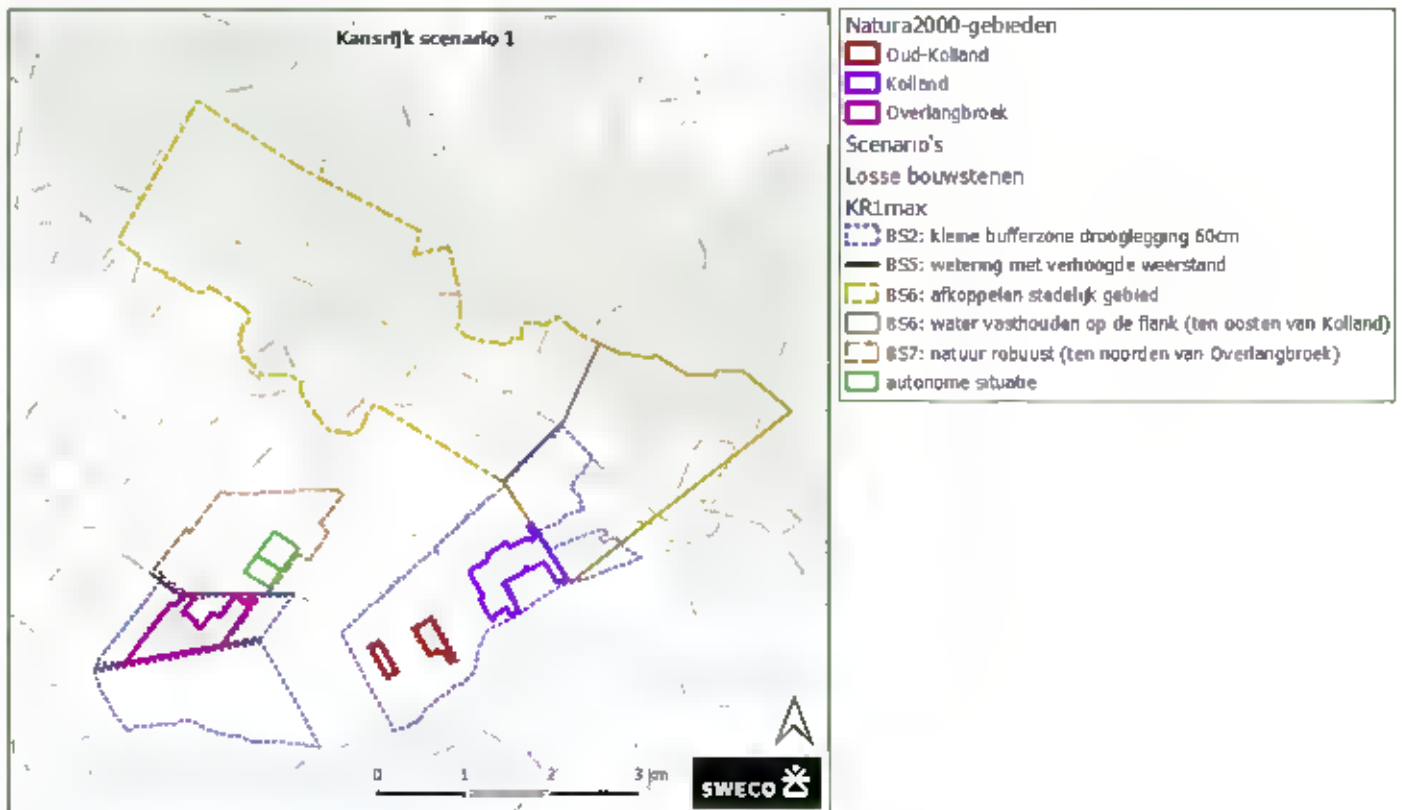 Kansrijk scenario 1
0 1 2 3 km
SWECO
Natura2000-gebieden
Oud-Kolland
Kolland
Overlangbroek
Scenario's
Losse bouwstenen
KR1max
BS2: kleine bufferzone drooglegging 60cm
BS5: wetering met verhoogde weerstand
BS6: afkoppelen stedelijk gebied
BS6: water vasthouden op de flank (ten oosten van Kolland)
BS7: natuur robuust (ten noorden van Overlangbroek)
autonome situatie